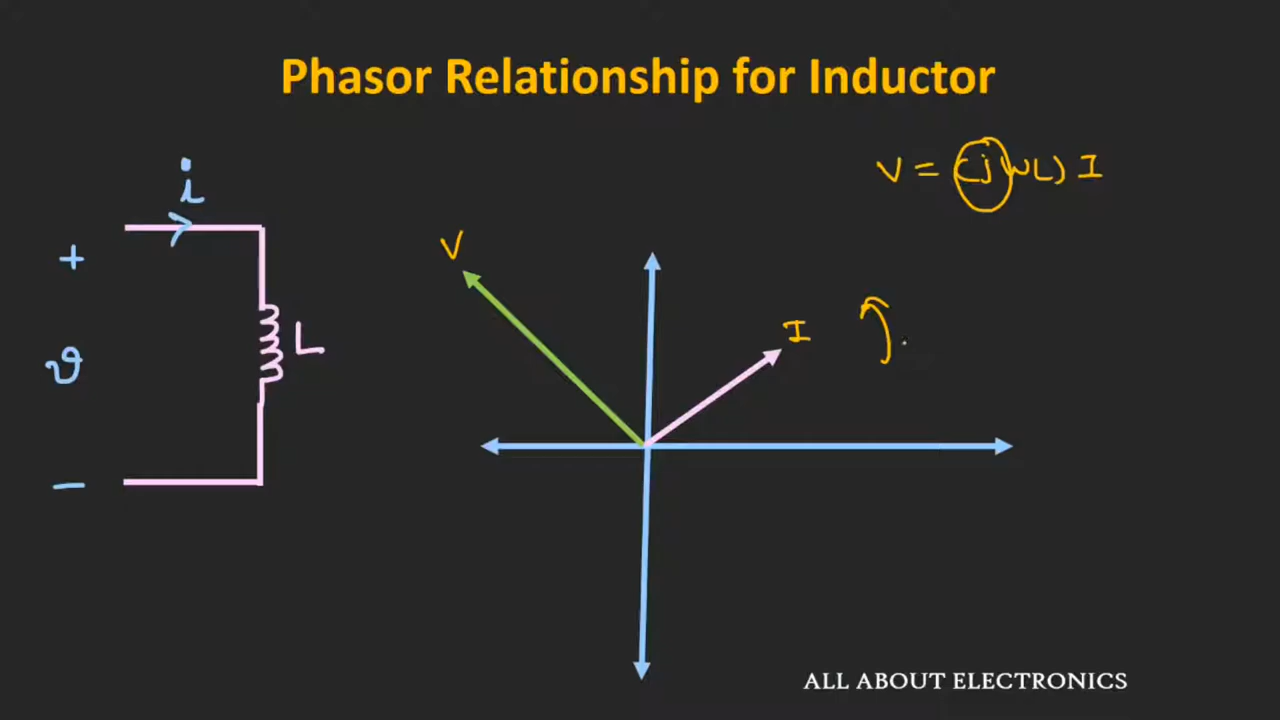 Phasor Relationship for Inductor
V = (jωL) I
i
+
V
I
L
ϑ
−
ALL ABOUT ELECTRONICS